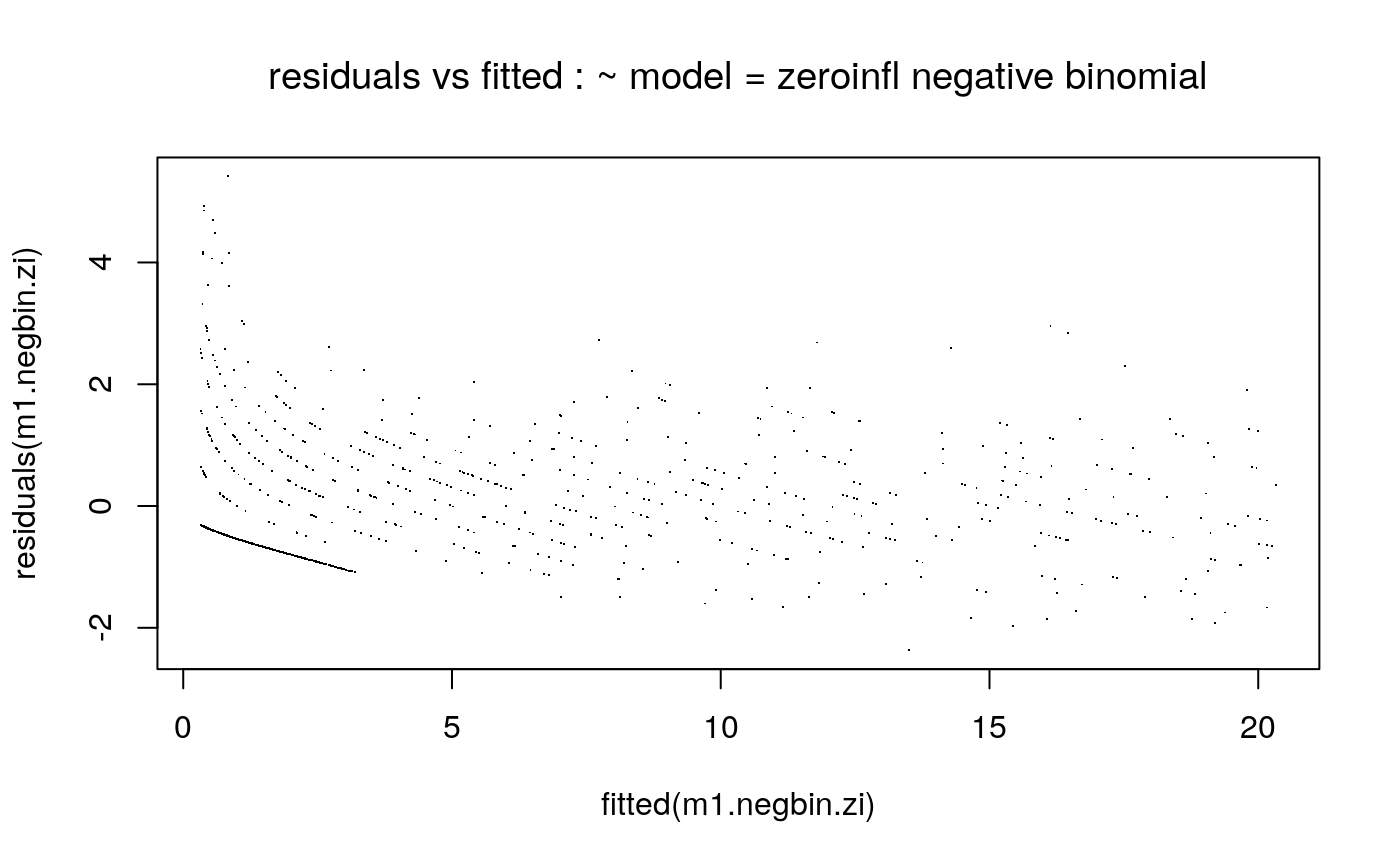 residuals vs fitted : ~ model = zeroinfl negative binomial
residuals(m1.negbin.zi)
4
2
0
-2
0 5 10 15 20
fitted(m1.negbin.zi)